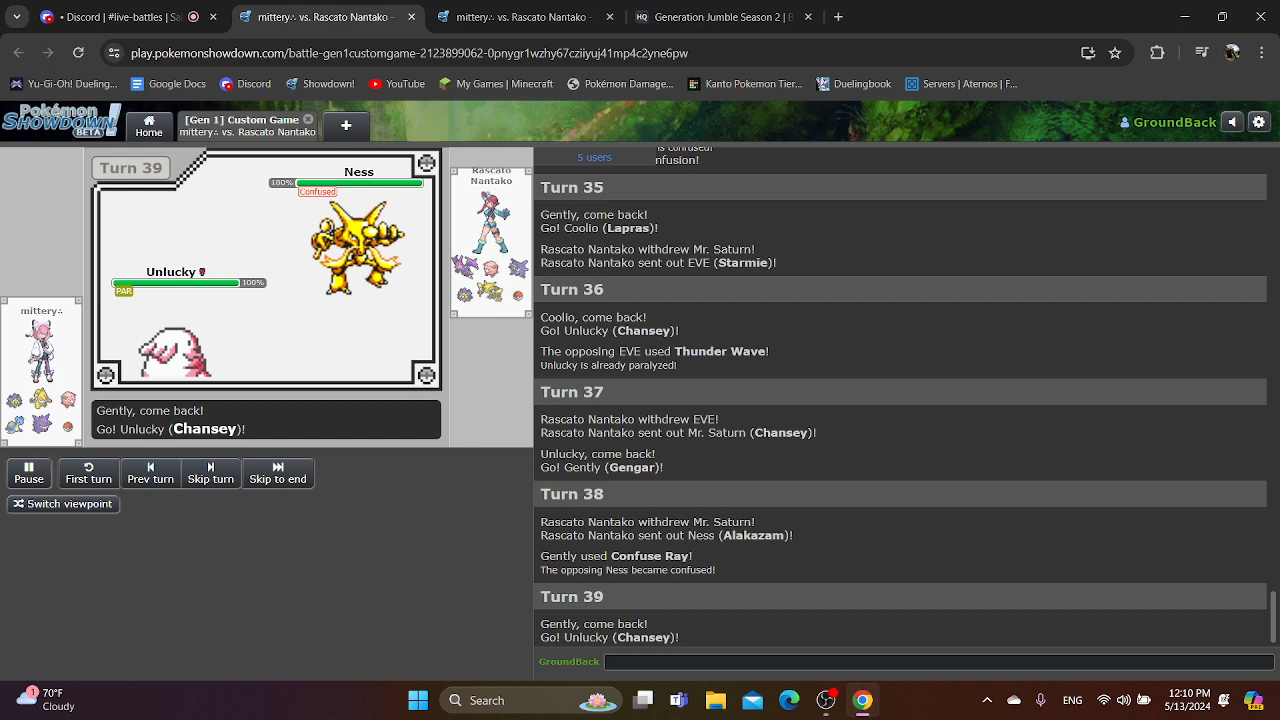 Discord | #live-battles | Sa
mittery∴ vs. Rascato Nantako -
mittery∴ vs. Rascato Nantako -
HQ Generation Jumble Season 2 | B
play.pokemonshowdown.com/battle-gen1customgame-2123899062-0pnygr1wzhy67cziiyuj41mp4c2yne6pw
Yu-Gi-Oh! Dueling...
Google Docs
Discord
Showdown!
YouTube
My Games | Minecraft
Pokémon Damage...
Kanto Pokémon Tier...
Duelingbook
Servers | Aternos | F...
Pokémon
SHOWDOWN!
BETA
Home
[Gen 1] Custom Game
mittery∴ vs. Rascato Nantako
GroundBack
Turn 39
Ness
100%
Confused
Unlucky
100%
PAR
mittery∴
Rascato
Nantako
Gently, come back!
Go! Unlucky (Chansey)!
Pause
First turn
Prev turn
Skip turn
Skip to end
Switch viewpoint
5 users
is confused
nfusion!
Turn 35
Gently, come back!
Go! Coolio (Lapras)!
Rascato Nantako withdrew Mr. Saturn!
Rascato Nantako sent out EVE (Starmie)!
Turn 36
Coollo, come back!
Go! Unlucky (Chansey)!
The opposing EVE used Thunder Wave!
Unlucky is already paralyzed!
Turn 37
Rascato Nantako withdrew EVE!
Rascato Nantako sent out Mr. Saturn (Chansey)!
Unlucky, come back!
Go! Gently (Gengar)!
Turn 38
Rascato Nantako withdrew Mr. Saturn!
Rascato Nantako sent out Ness (Alakazam)!
Gently used Confuse Ray!
The opposing Ness became confused!
Turn 39
Gently, come back!
Go! Unlucky (Chansey)!
GroundBack
1
70°F
Cloudy
Search
ENG
12:10 PM
5/13/2024
PRE